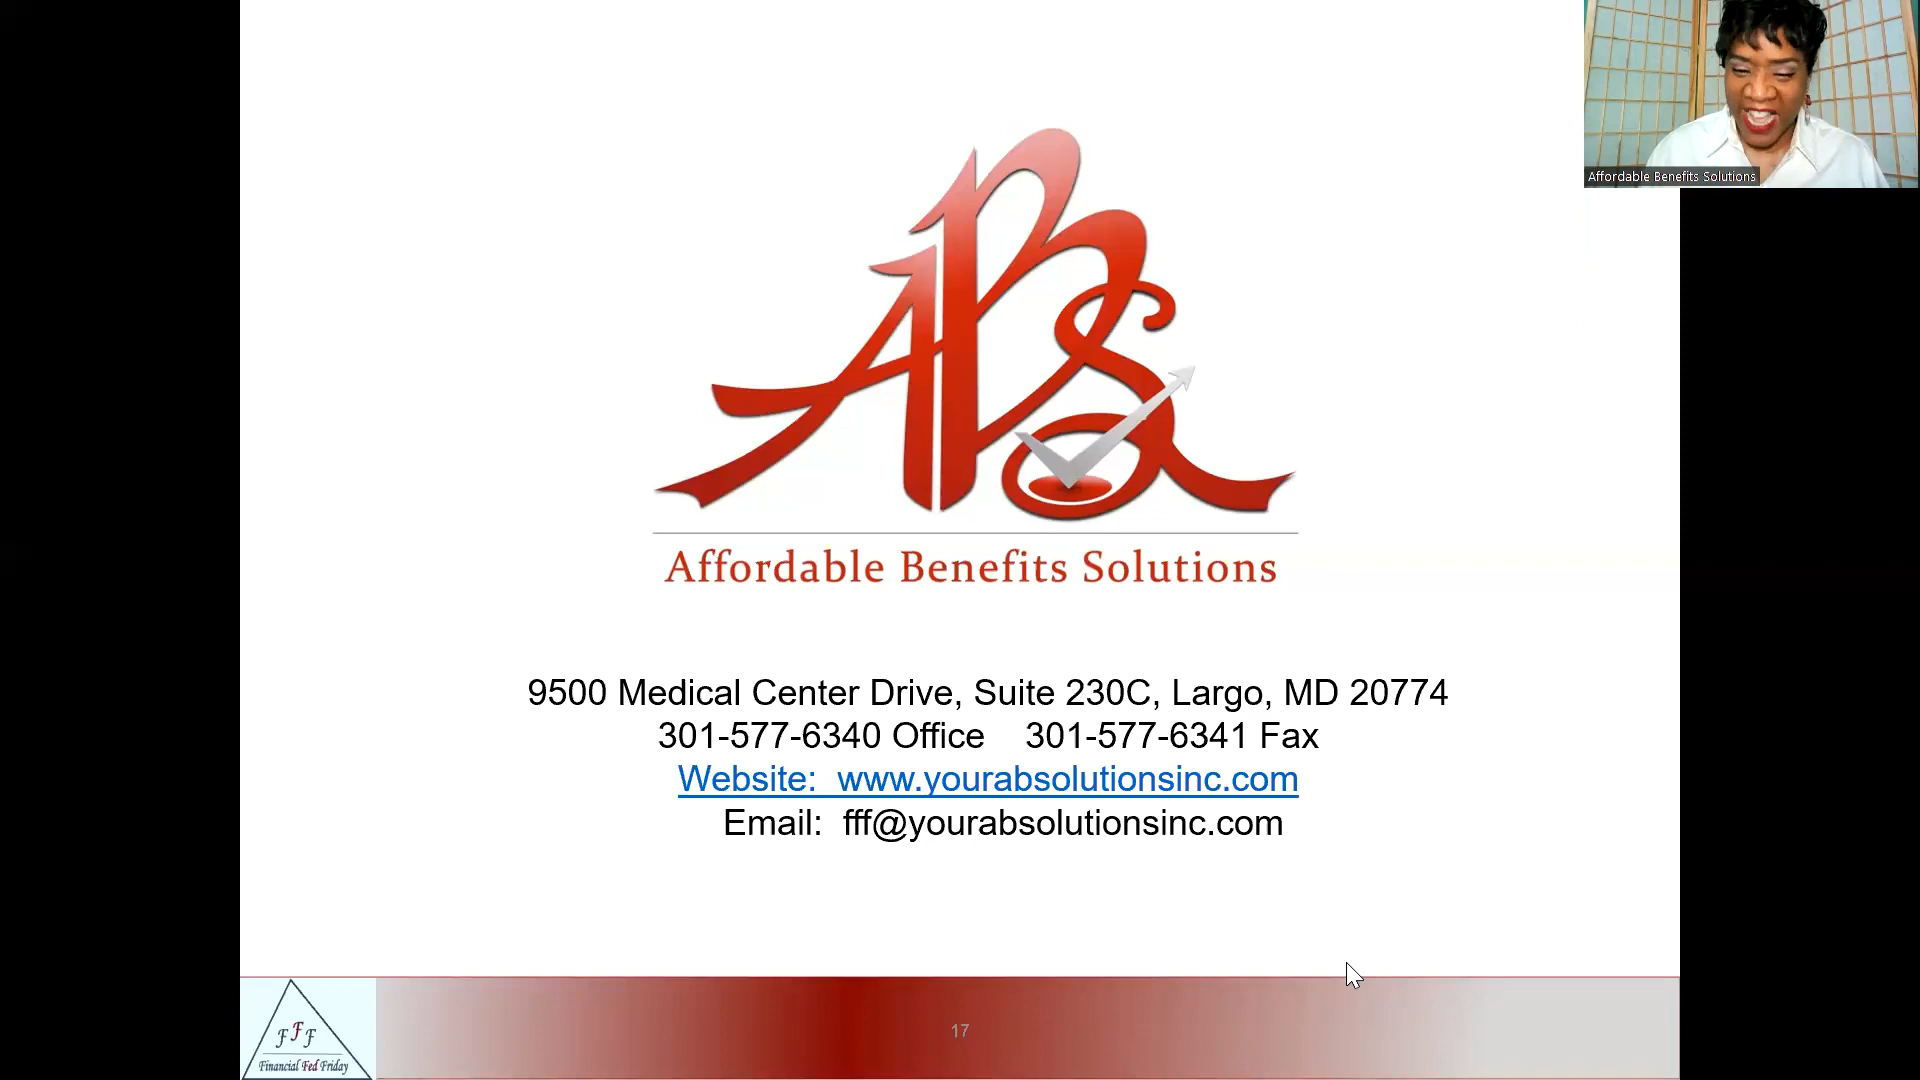 Affordable Benefits Solutions
ABS
Affordable Benefits Solutions
9500 Medical Center Drive, Suite 230C, Largo, MD 20774
301-577-6340 Office 301-577-6341 Fax
Website: www.yourabsolutionsinc.com
Email: fff@yourabsolutionsinc.com
FFF
Financial Fed Friday
17